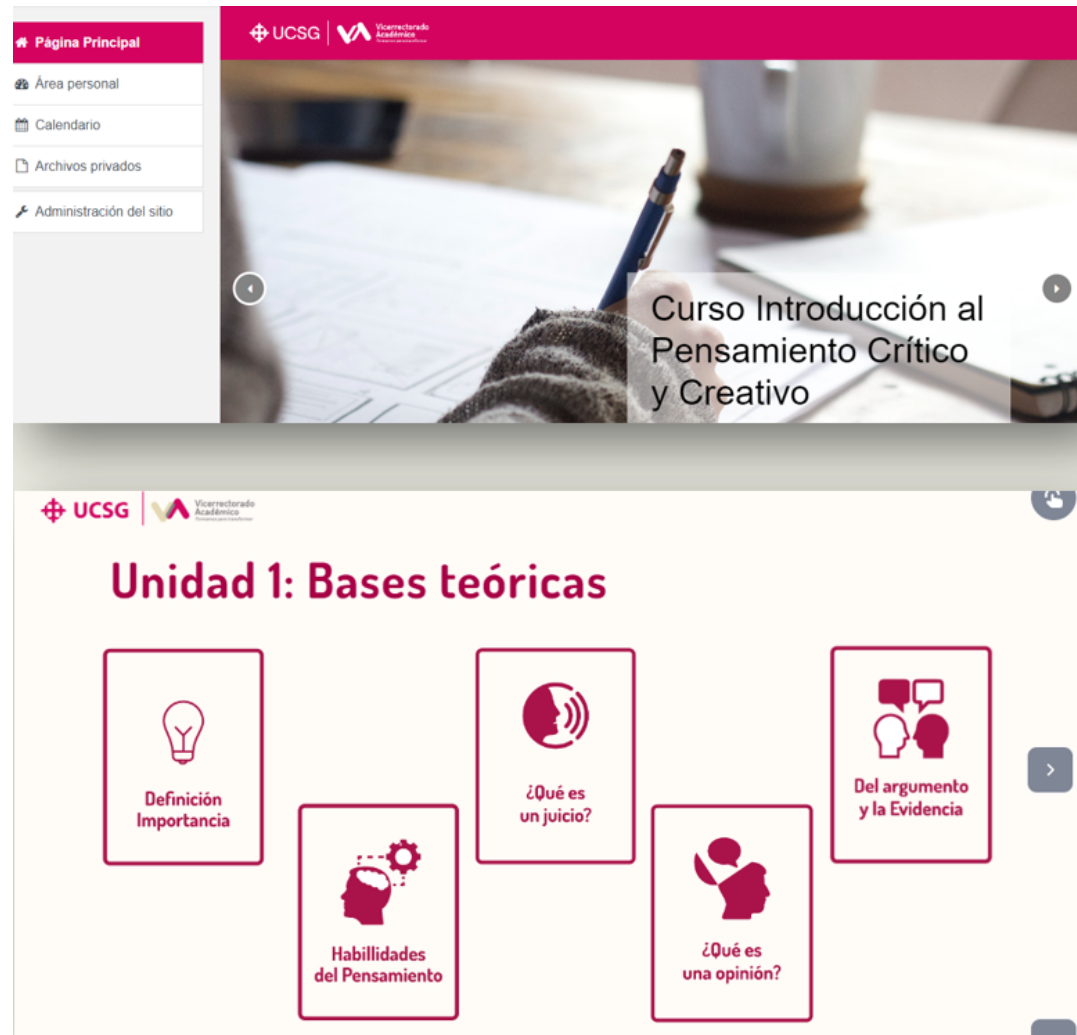 Página Principal
Área personal
Calendario
Archivos privados
Administración del sitio
UCSG
Vicerrectorado
Académico
Curso Introducción al
Pensamiento Crítico
y Creativo
UCSG
Vicerrectorado
Académico
Unidad 1: Bases teóricas
Definición
Importancia
Habillidades
del Pensamiento
¿Qué es
un juicio?
¿Qué es
una opinión?
Del argumento
y la Evidencia